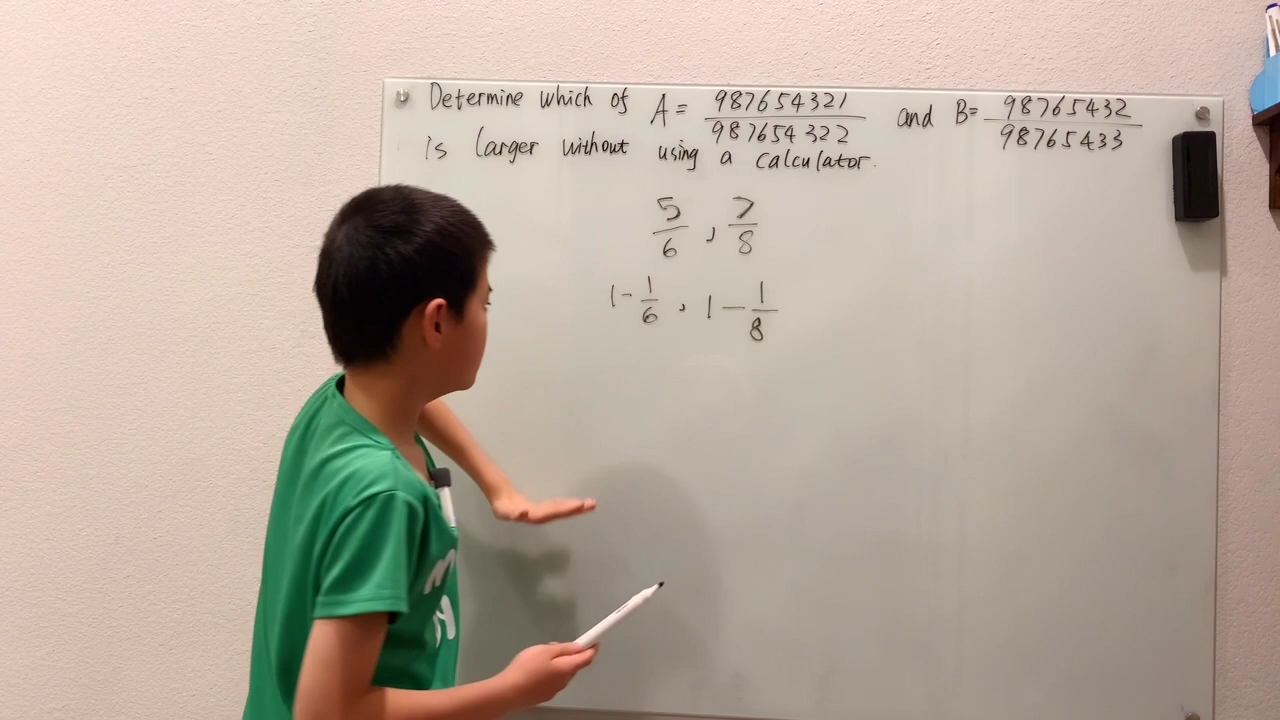 Determine which of A = 987654321/987654322 and B = 98765432/98765433
is larger without using a calculator.
5/6 , 7/8
1 - 1/6 , 1 - 1/8